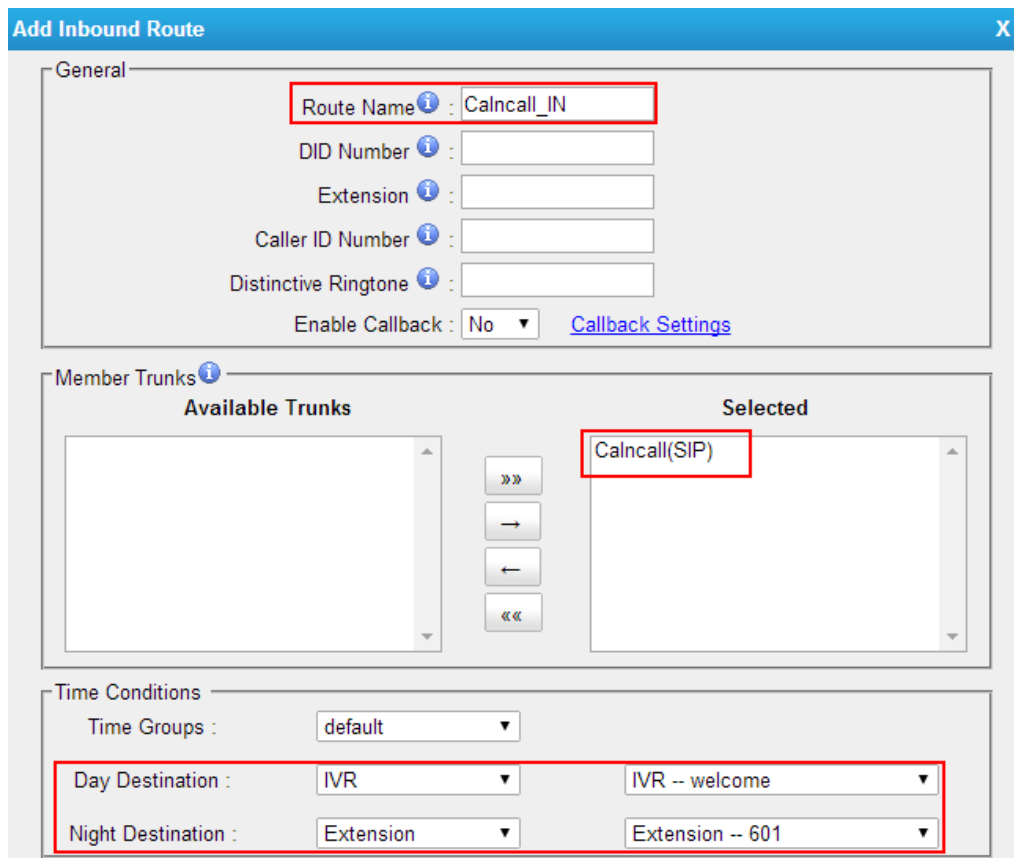 Add Inbound Route X
General
Route Name : Calncall_IN
DID Number :
Extension :
Caller ID Number :
Distinctive Ringtone :
Enable Callback : No Callback Settings
Member Trunks
Available Trunks Selected
Calncall(SIP)
»»
→
←
««
Time Conditions
Time Groups : default
Day Destination : IVR IVR -- welcome
Night Destination : Extension Extension -- 601